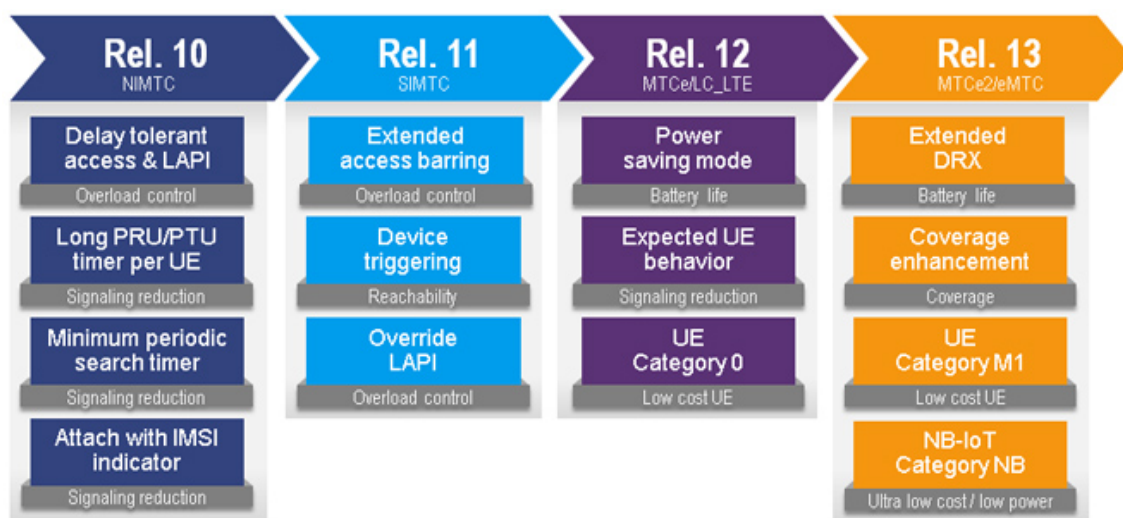 Rel. 10
NIMTC
Delay tolerant
access & LAPI
Overload control
Long PRU/PTU
timer per UE
Signaling reduction
Minimum periodic
search timer
Signaling reduction
Attach with IMSI
indicator
Signaling reduction
Rel. 11
SIMTC
Extended
access barring
Overload control
Device
triggering
Reachability
Override
LAPI
Overload control
Rel. 12
MTCe/LC_LTE
Power
saving mode
Battery life
Expected UE
behavior
Signaling reduction
UE
Category 0
Low cost UE
Rel. 13
MTCe2/eMTC
Extended
DRX
Battery life
Coverage
enhancement
Coverage
UE
Category M1
Low cost UE
NB-IoT
Category NB
Ultra low cost / low power